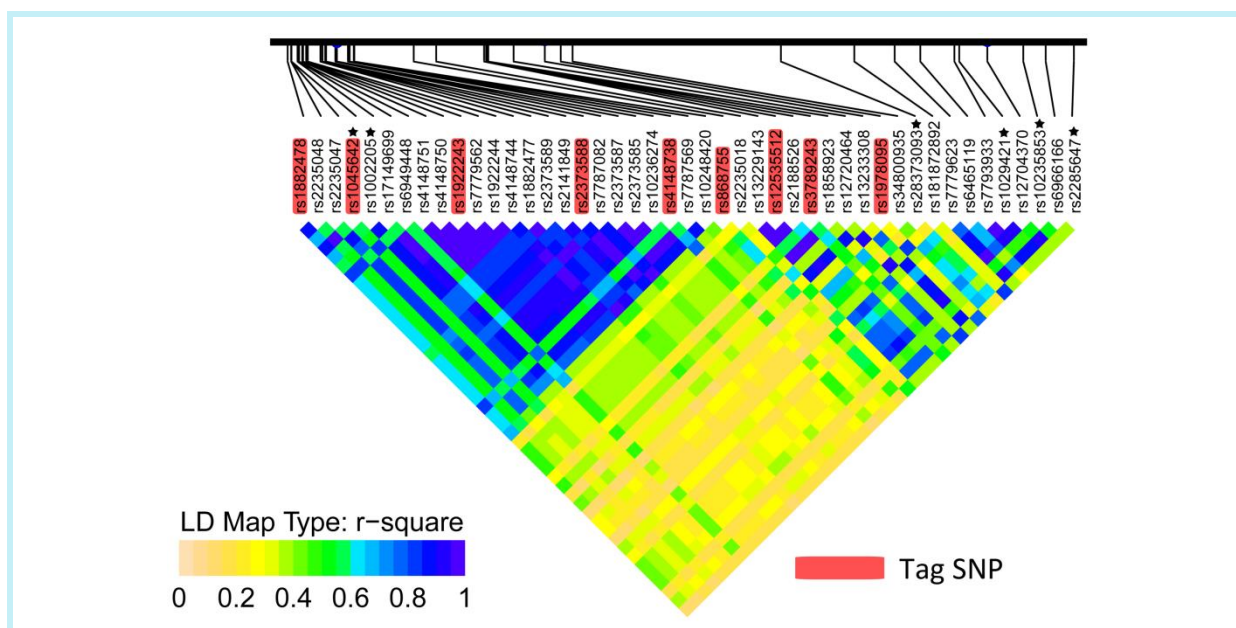 rs1882478
rs2235048
rs2235047
rs1045642★
rs1002205★
rs17149699
rs6949448
rs4148751
rs4148750
rs1922243
rs7779562
rs1922244
rs4148744
rs1882477
rs2373589
rs2141849
rs2373588
rs7787082
rs2373587
rs2373585
rs10236274
rs4148738
rs7787569
rs10248420
rs868755
rs2235018
rs13229143
rs12535512
rs2188526
rs3789243
rs1858923
rs12720464
rs13233308
rs1978095
rs34800935
rs28373093★
rs181872892
rs7779623
rs6465119
rs7793933
rs1029421★
rs12704370
rs10235853★
rs6966166
rs2285647★
LD Map Type: r−square
0 0.2 0.4 0.6 0.8 1
Tag SNP